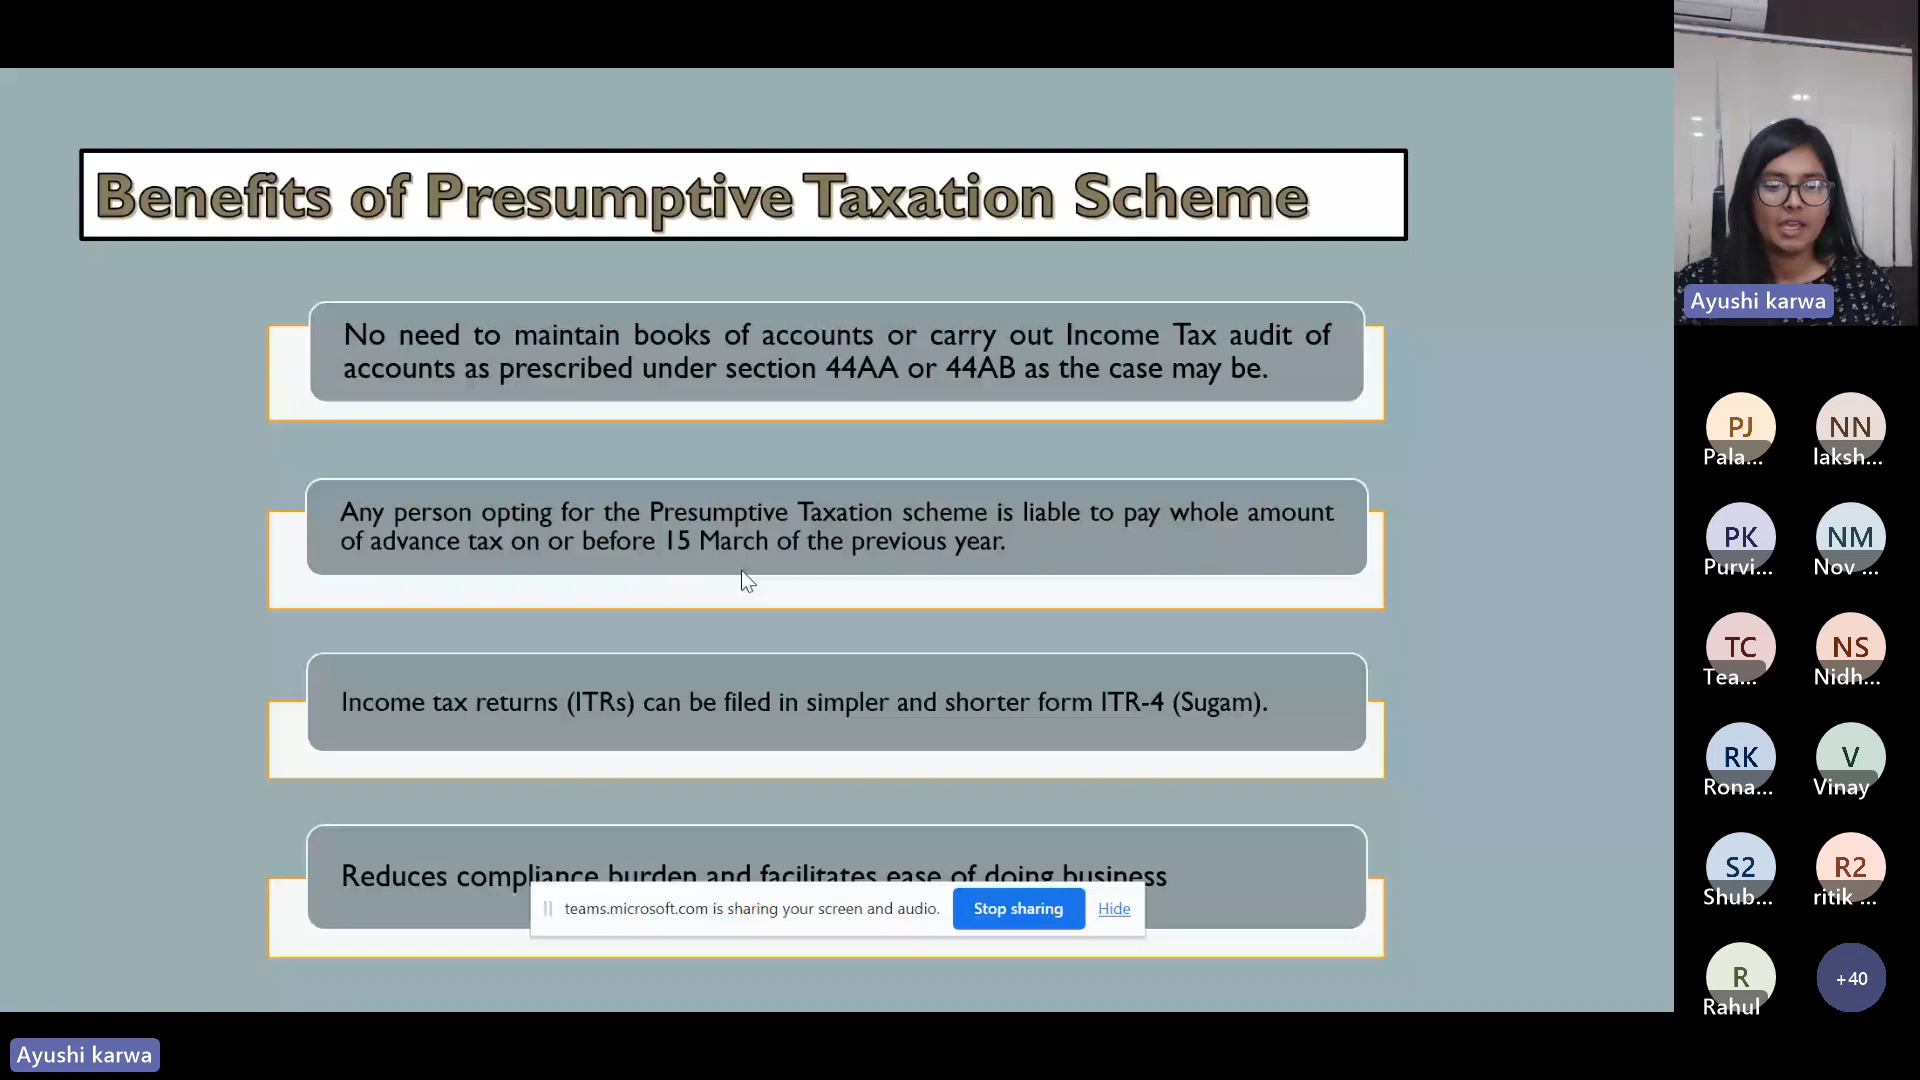 Benefits of Presumptive Taxation Scheme
No need to maintain books of accounts or carry out Income Tax audit of
accounts as prescribed under section 44AA or 44AB as the case may be.
Any person opting for the Presumptive Taxation scheme is liable to pay whole amount
of advance tax on or before 15 March of the previous year.
Income tax returns (ITRs) can be filed in simpler and shorter form ITR-4 (Sugam).
Reduces compliance burden and facilitates ease of doing business
teams.microsoft.com is sharing your screen and audio. Stop sharing Hide
Ayushi karwa
Ayushi karwa
PJ NN
Pala... laksh...
PK NM
Purvi... Nov ...
TC NS
Tea... Nidh...
RK V
Rona... Vinay
S2 R2
Shub... ritik ...
R +40
Rahul